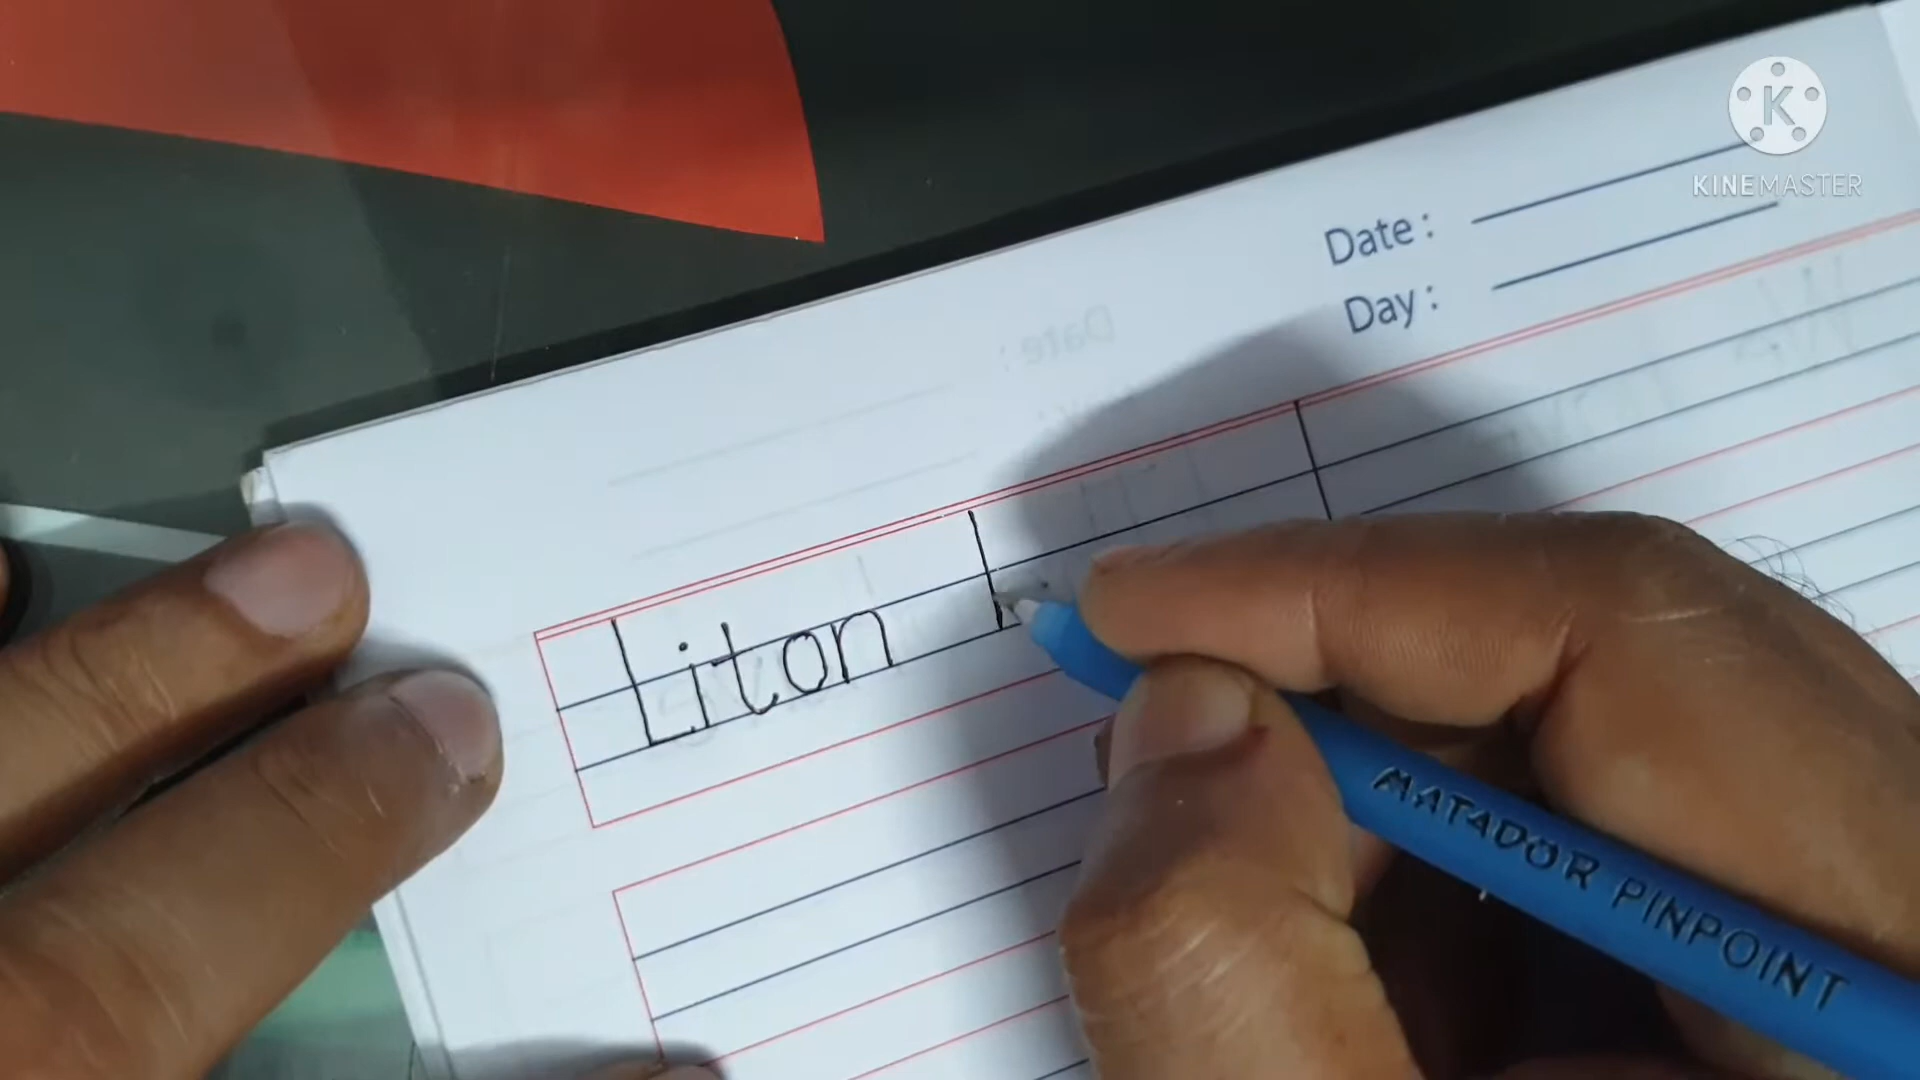 KINEMASTER
Date :
Day :
Liton
MATADOR PINPOINT